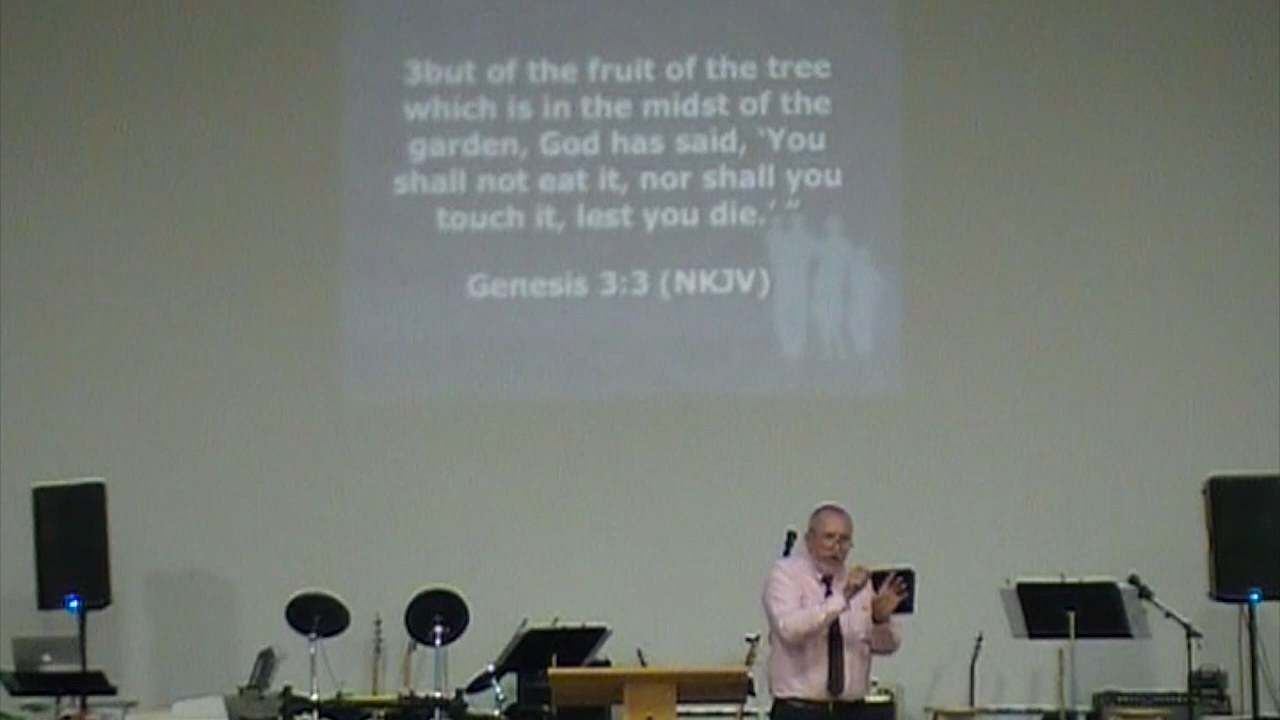 3but of the fruit of the tree
which is in the midst of the
garden, God has said, ‘You
shall not eat it, nor shall you
touch it, lest you die.’ ”
Genesis 3:3 (NKJV)